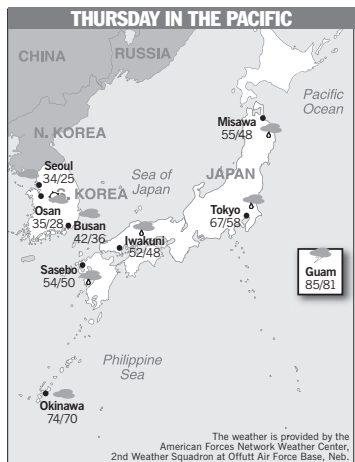 THURSDAY IN THE PACIFIC
CHINA
RUSSIA
Pacific
Ocean
Misawa
55/48
N. KOREA
Seoul
34/25
Sea of
Japan
JAPAN
S. KOREA
Osan
35/28
Busan
42/36
Tokyo
67/58
Iwakuni
52/48
Sasebo
54/50
Guam
85/81
Philippine
Sea
Okinawa
74/70
The weather is provided by the
American Forces Network Weather Center,
2nd Weather Squadron at Offutt Air Force Base, Neb.